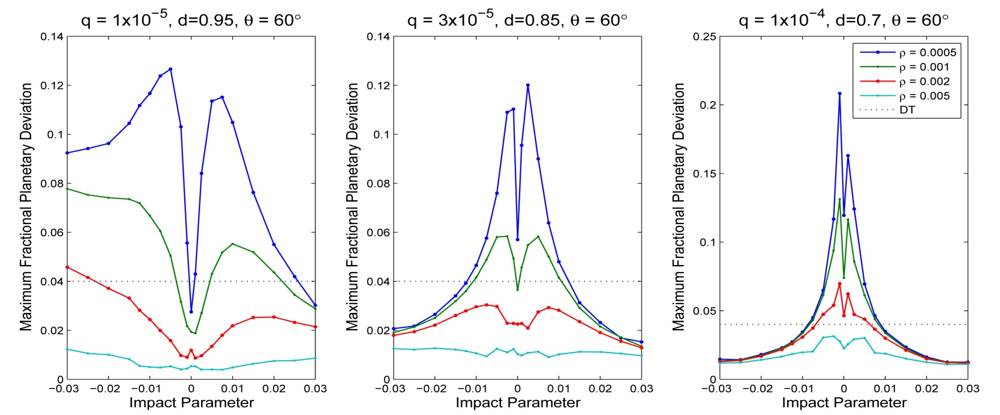 q = 1x10⁻⁵, d=0.95, θ = 60°
0.14
0.12
0.1
0.08
0.06
0.04
0.02
0
Maximum Fractional Planetary Deviation
−0.03 −0.02 −0.01 0 0.01 0.02 0.03
Impact Parameter
q = 3x10⁻⁵, d=0.85, θ = 60°
0.14
0.12
0.1
0.08
0.06
0.04
0.02
0
Maximum Fractional Planetary Deviation
−0.03 −0.02 −0.01 0 0.01 0.02 0.03
Impact Parameter
q = 1x10⁻⁴, d=0.7, θ = 60°
0.25
0.2
0.15
0.1
0.05
0
Maximum Fractional Planetary Deviation
ρ = 0.0005
ρ = 0.001
ρ = 0.002
ρ = 0.005
DT
−0.03 −0.02 −0.01 0 0.01 0.02 0.03
Impact Parameter